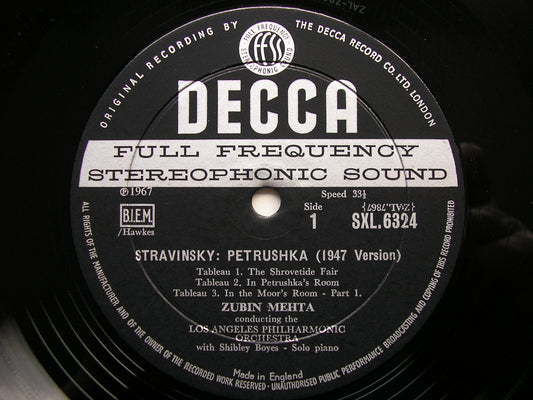 ORIGINAL RECORDING BY THE DECCA RECORD CO. LTD. LONDON
FULL FREQUENCY STEREOPHONIC SOUND
ffss
DECCA
FULL FREQUENCY
STEREOPHONIC SOUND
℗1967
Speed 33⅓
B.I.E.M.
/Hawkes
Side
1
{ZAL.7867}
SXL.6324
STRAVINSKY: PETRUSHKA (1947 Version)
Tableau 1. The Shrovetide Fair
Tableau 2. In Petrushka's Room
Tableau 3. In the Moor's Room - Part 1.
ZUBIN MEHTA
conducting the
LOS ANGELES PHILHARMONIC
ORCHESTRA
with Shibley Boyes - Solo piano
Made in England
ALL RIGHTS OF THE MANUFACTURER AND OF THE OWNER OF THE RECORDED WORK RESERVED - UNAUTHORISED PUBLIC PERFORMANCE BROADCASTING AND COPYING OF THIS RECORD PROHIBITED